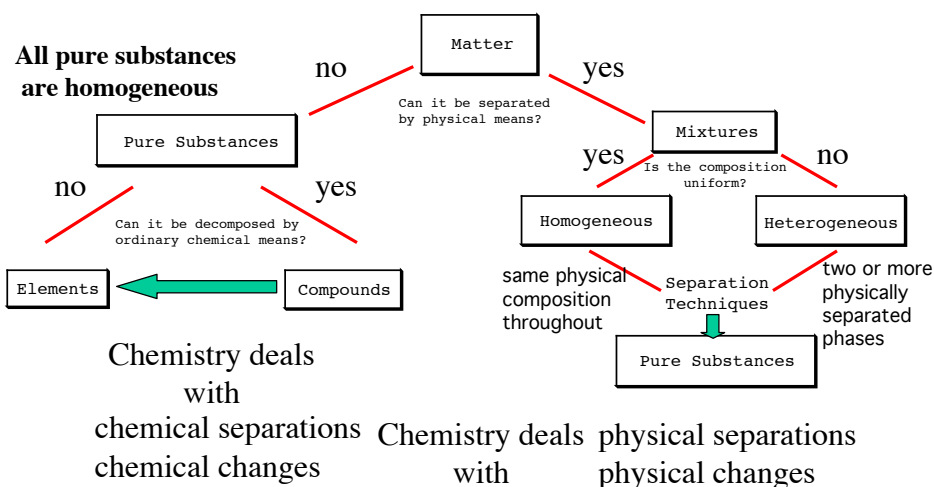 All pure substances
are homogeneous
Matter
no
yes
Can it be separated
by physical means?
Pure Substances
Mixtures
no
yes
Can it be decomposed by
ordinary chemical means?
Elements
Compounds
yes
no
Is the composition
uniform?
Homogeneous
Heterogeneous
same physical
composition
throughout
Separation
Techniques
two or more
physically
separated
phases
Pure Substances
Chemistry deals
with
chemical separations
chemical changes
Chemistry deals
with
physical separations
physical changes